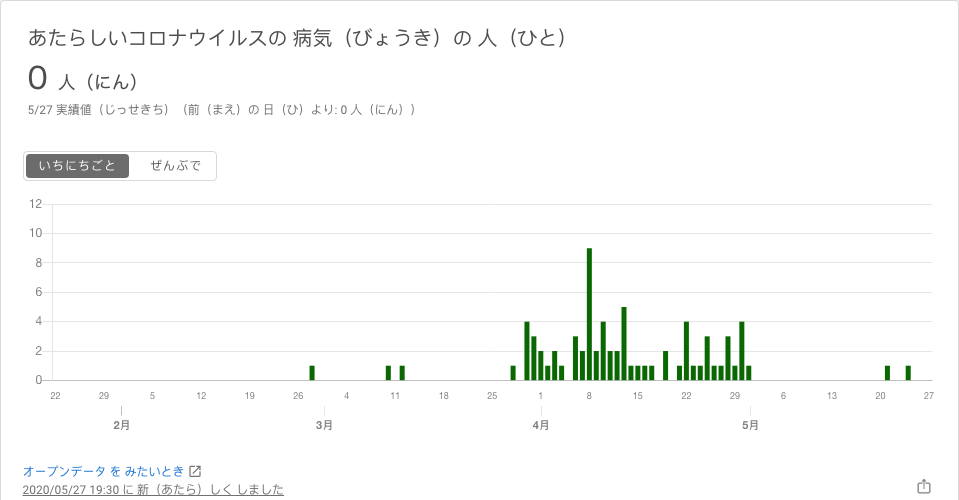 あたらしいコロナウイルスの 病気（びょうき）の 人（ひと）
0 人（にん）
5/27 実績値（じっせきち）（前（まえ）の 日（ひ）より: 0 人（にん））
いちにちごと ぜんぶで
12
10
8
6
4
2
0
22 29 5 12 19 26 4 11 18 25 1 8 15 22 29 6 13 20 27
2月 3月 4月 5月
オープンデータ を みたいとき
2020/05/27 19:30 に 新（あたら）しく しました